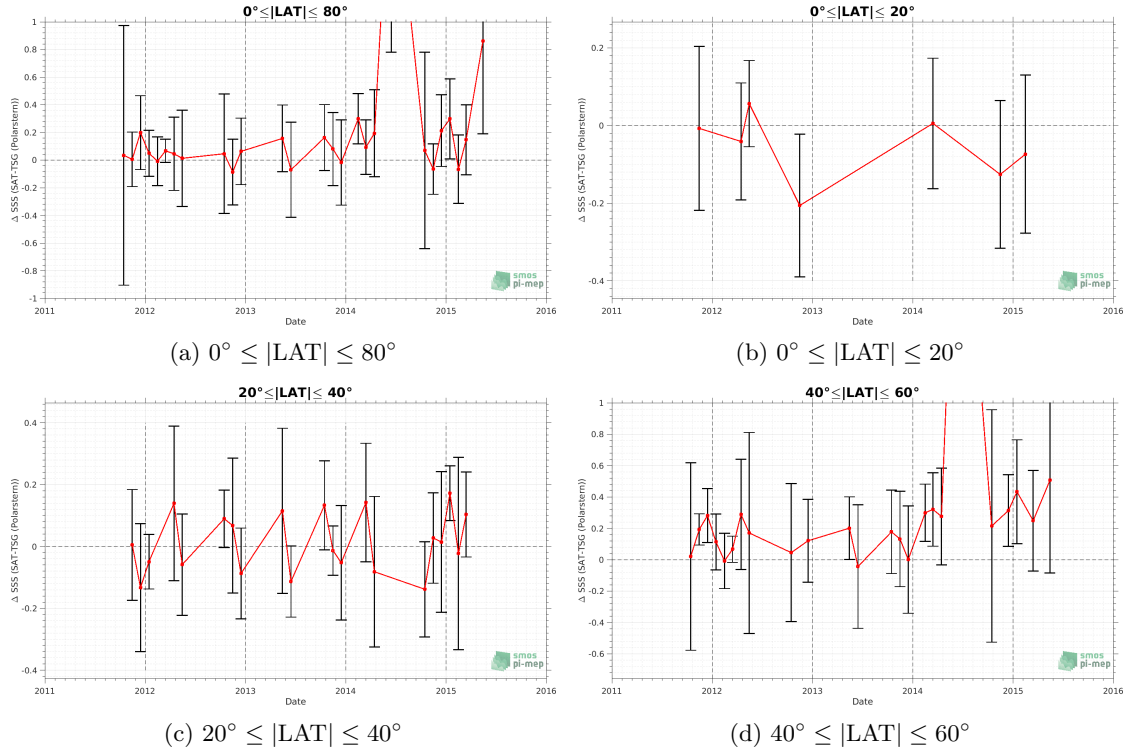 0°≤|LAT|≤ 80°
Δ SSS (SAT-TSG (Polarstern))
1
0.8
0.6
0.4
0.2
0
-0.2
-0.4
-0.6
-0.8
-1
2011 2012 2013 2014 2015 2016
Date
smos
pi-mep
(a) 0° ≤ |LAT| ≤ 80°
0°≤|LAT|≤ 20°
Δ SSS (SAT-TSG (Polarstern))
0.2
0
-0.2
-0.4
2011 2012 2013 2014 2015 2016
Date
smos
pi-mep
(b) 0° ≤ |LAT| ≤ 20°
20°≤|LAT|≤ 40°
Δ SSS (SAT-TSG (Polarstern))
0.4
0.2
0
-0.2
-0.4
2011 2012 2013 2014 2015 2016
Date
smos
pi-mep
(c) 20° ≤ |LAT| ≤ 40°
40°≤|LAT|≤ 60°
Δ SSS (SAT-TSG (Polarstern))
1
0.8
0.6
0.4
0.2
0
-0.2
-0.4
-0.6
2011 2012 2013 2014 2015 2016
Date
smos
pi-mep
(d) 40° ≤ |LAT| ≤ 60°